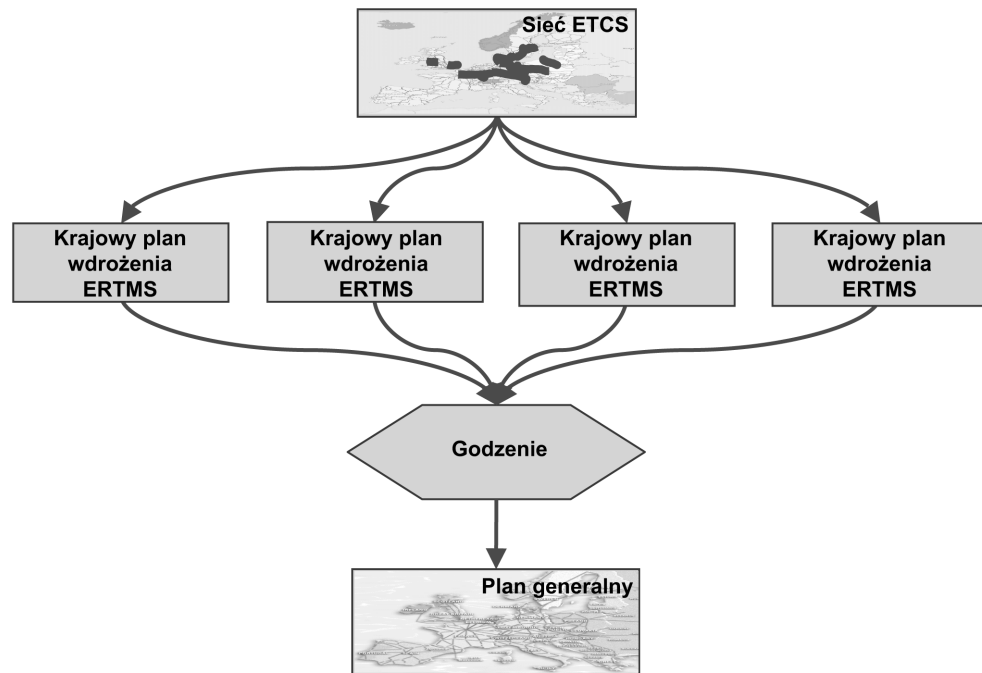 Sieć ETCS
Krajowy plan
wdrożenia
ERTMS
Krajowy plan
wdrożenia
ERTMS
Krajowy plan
wdrożenia
ERTMS
Krajowy plan
wdrożenia
ERTMS
Godzenie
Plan generalny